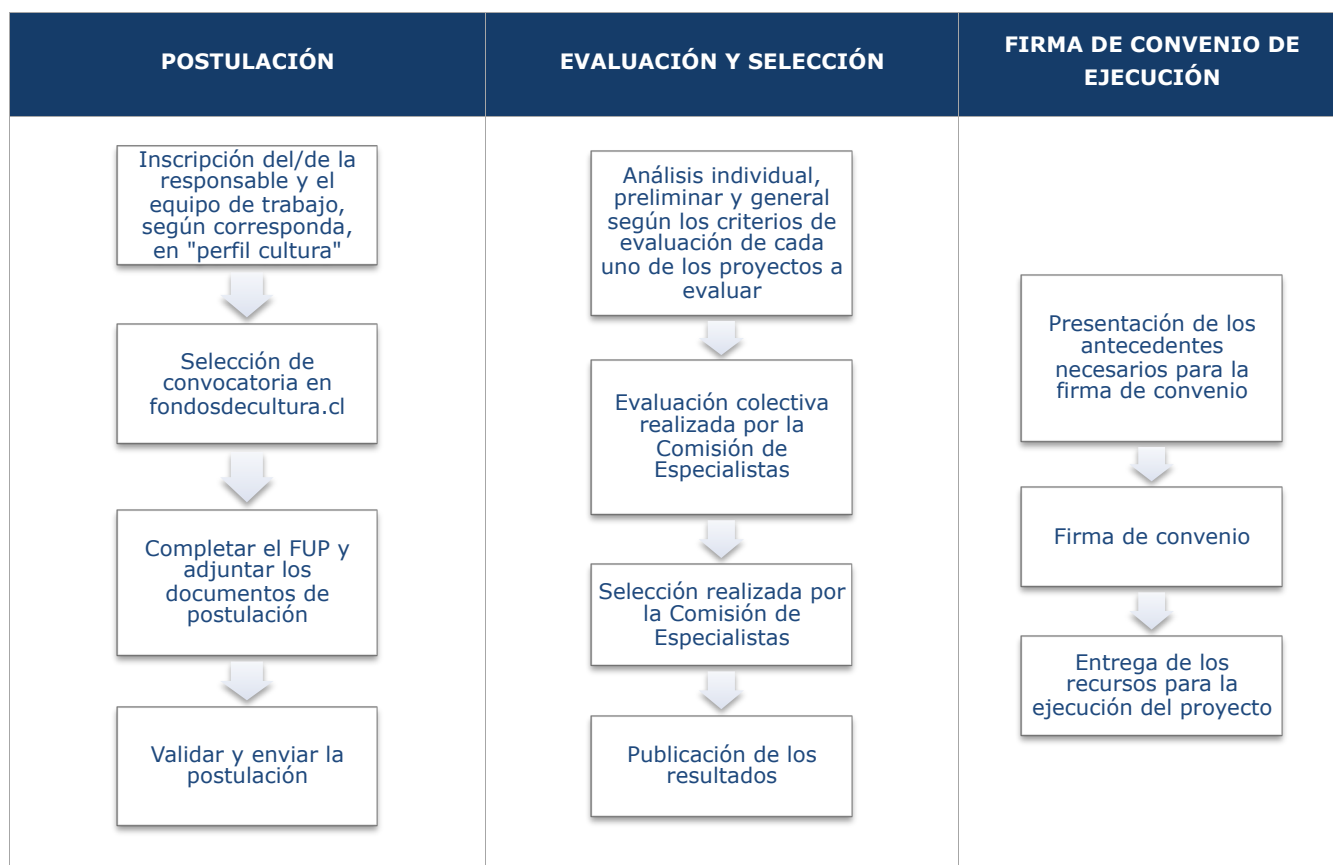 POSTULACIÓN
Inscripción del/de la
responsable y el
equipo de trabajo,
según corresponda,
en "perfil cultura"
Selección de
convocatoria en
fondosdecultura.cl
Completar el FUP y
adjuntar los
documentos de
postulación
Validar y enviar la
postulación
EVALUACIÓN Y SELECCIÓN
Análisis individual,
preliminar y general
según los criterios de
evaluación de cada
uno de los proyectos a
evaluar
Evaluación colectiva
realizada por la
Comisión de
Especialistas
Selección realizada por
la Comisión de
Especialistas
Publicación de los
resultados
FIRMA DE CONVENIO DE
EJECUCIÓN
Presentación de los
antecedentes
necesarios para la
firma de convenio
Firma de convenio
Entrega de los
recursos para la
ejecución del proyecto